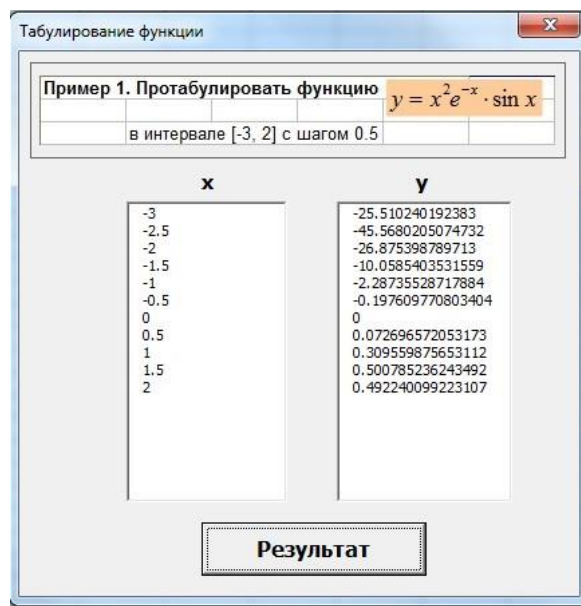 Табулирование функции
Пример 1. Протабулировать функцию y = x²e⁻ˣ · sin x
в интервале [-3, 2] с шагом 0.5
x y
-3 -25.510240192383
-2.5 -45.5680205074732
-2 -26.875398789713
-1.5 -10.0585403531559
-1 -2.28735528717884
-0.5 -0.197609770803404
0 0
0.5 0.072696572053173
1 0.309559875653112
1.5 0.500785236243492
2 0.492240099223107
Результат